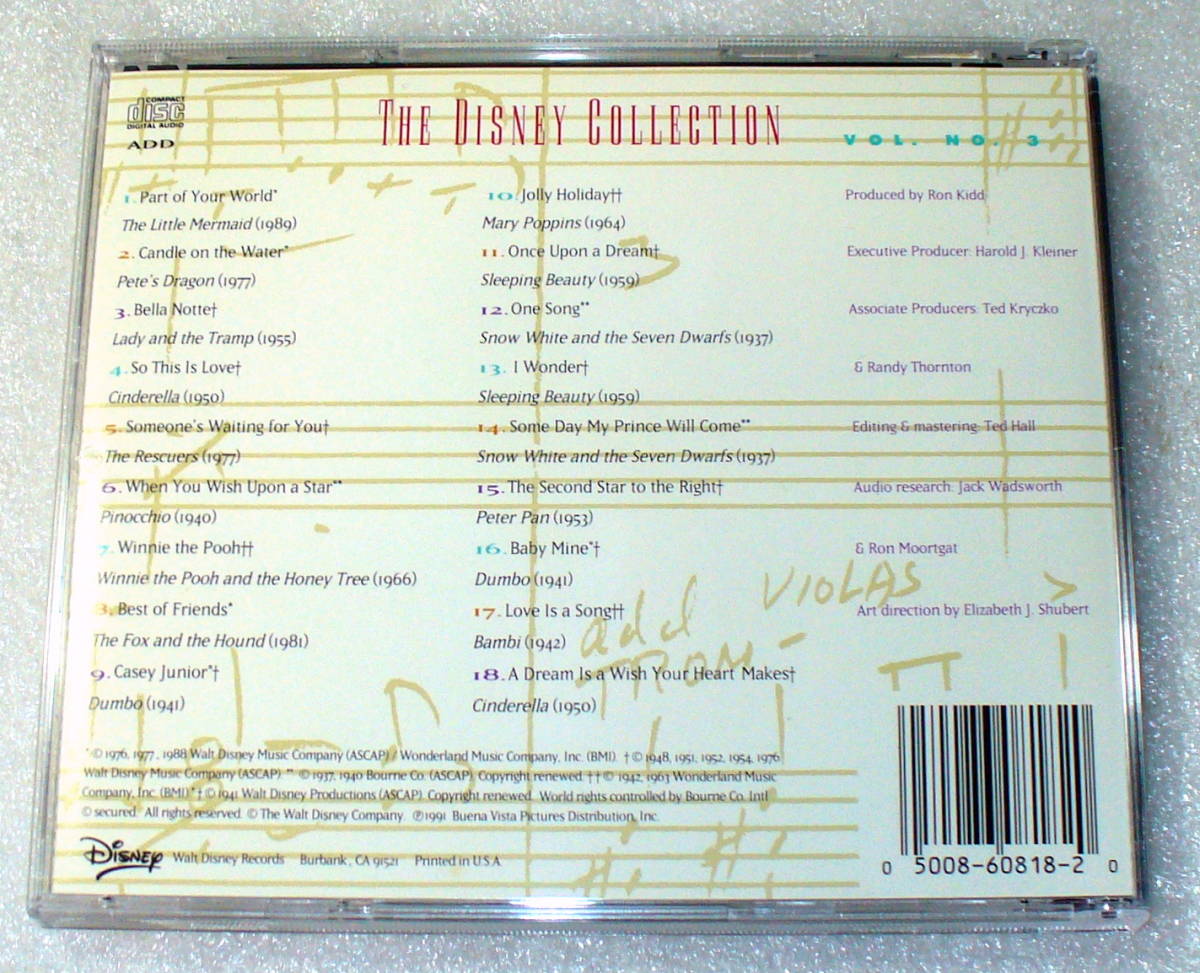 COMPACT
disc
DIGITAL AUDIO
ADD
THE DISNEY COLLECTION
VOL. NO. 3
1. Part of Your World*
The Little Mermaid (1989)
2. Candle on the Water*
Pete's Dragon (1977)
3. Bella Notte†
Lady and the Tramp (1955)
4. So This Is Love†
Cinderella (1950)
5. Someone's Waiting for You†
The Rescuers (1977)
6. When You Wish Upon a Star**
Pinocchio (1940)
7. Winnie the Pooh††
Winnie the Pooh and the Honey Tree (1966)
8. Best of Friends*
The Fox and the Hound (1981)
9. Casey Junior*†
Dumbo (1941)
10. Jolly Holiday††
Mary Poppins (1964)
11. Once Upon a Dream†
Sleeping Beauty (1959)
12. One Song**
Snow White and the Seven Dwarfs (1937)
13. I Wonder†
Sleeping Beauty (1959)
14. Some Day My Prince Will Come**
Snow White and the Seven Dwarfs (1937)
15. The Second Star to the Right†
Peter Pan (1953)
16. Baby Mine*†
Dumbo (1941)
17. Love Is a Song††
Bambi (1942)
18. A Dream Is a Wish Your Heart Makes†
Cinderella (1950)
Produced by Ron Kidd
Executive Producer: Harold J. Kleiner
Associate Producers: Ted Kryczko
& Randy Thornton
Editing & mastering: Ted Hall
Audio research: Jack Wadsworth
& Ron Moortgat
Art direction by Elizabeth J. Shubert
3
add VIOLAS
TROM-
* © 1976, 1977, 1988 Walt Disney Music Company (ASCAP) / Wonderland Music Company, Inc. (BMI). † © 1948, 1951, 1952, 1954, 1976
Walt Disney Music Company (ASCAP). ** © 1937, 1940 Bourne Co. (ASCAP). Copyright renewed. †† © 1942, 1963 Wonderland Music
Company, Inc. (BMI). *† © 1941 Walt Disney Productions (ASCAP). Copyright renewed. World rights controlled by Bourne Co. Intl
© secured. All rights reserved. © The Walt Disney Company. ℗1991 Buena Vista Pictures Distribution, Inc.
Disney Walt Disney Records Burbank, CA 91521 Printed in U.S.A.
0 5008-60818-2 0